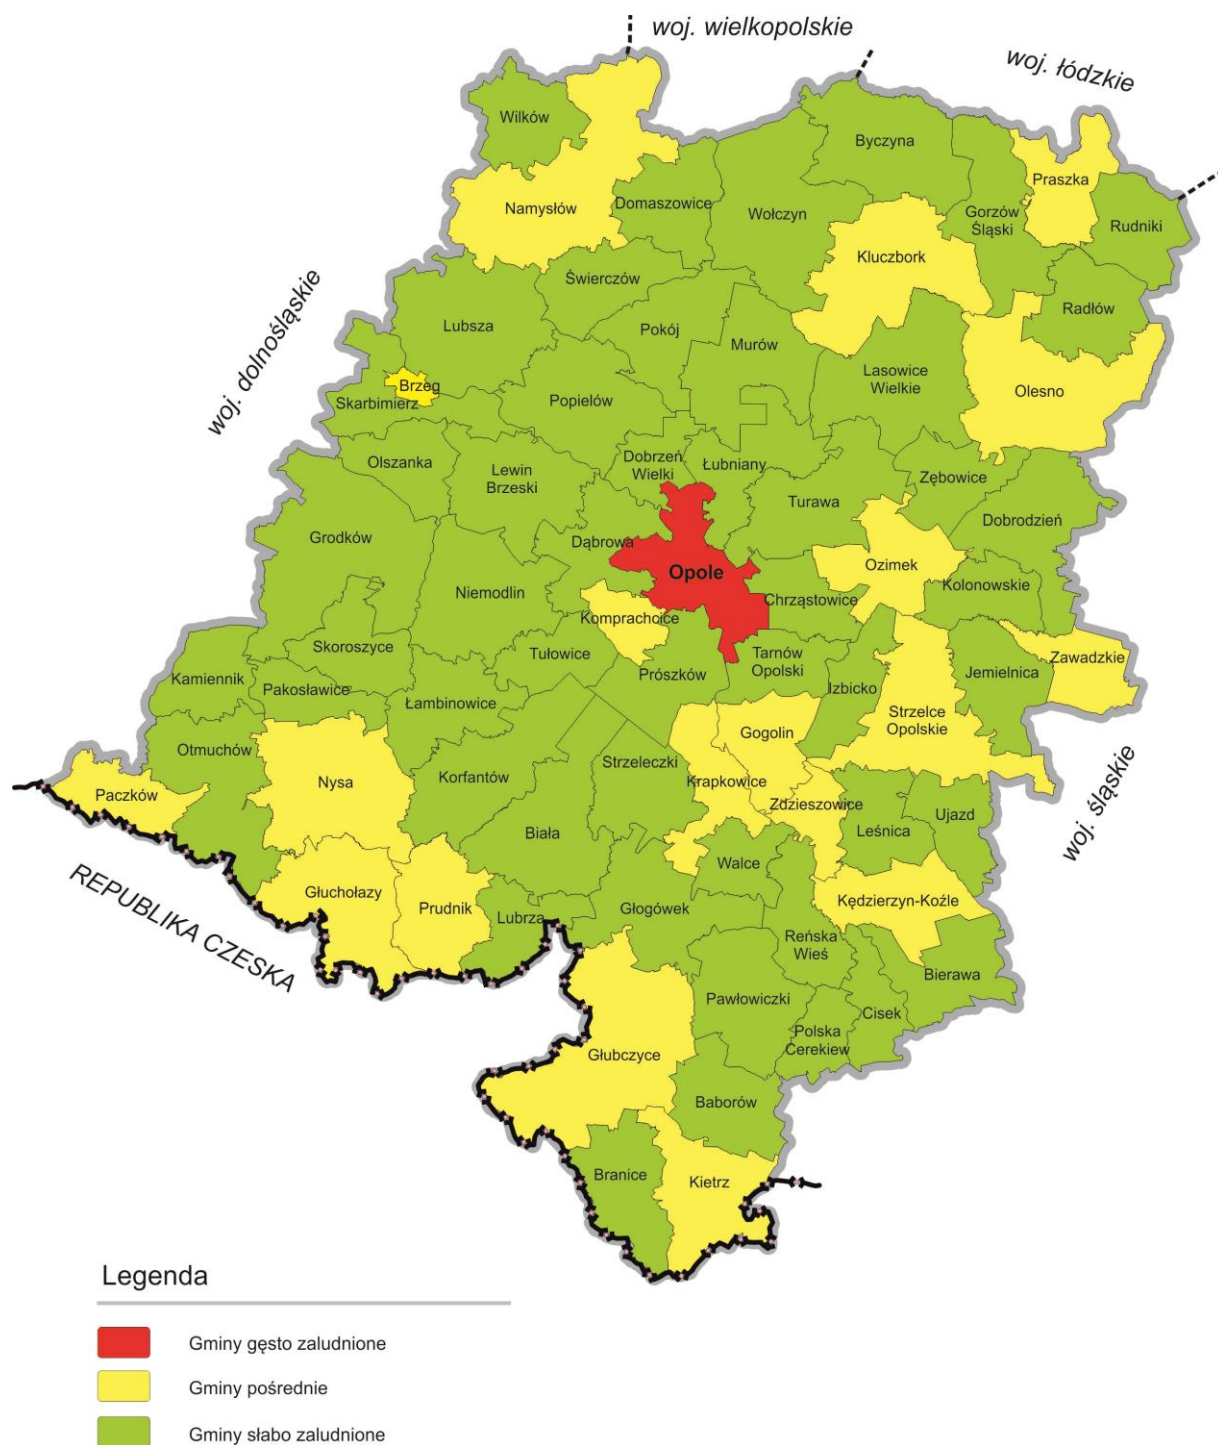 woj. wielkopolskie
woj. łódzkie
Wilków
Byczyna
Praszka
Namysłów
Domaszowice
Wołczyn
Gorzów
Śląski
Rudniki
Kluczbork
Świerczów
Radłów
woj. dolnośląskie
Lubsza
Pokój
Murów
Lasowice
Wielkie
Brzeg
Skarbimierz
Popielów
Olesno
Olszanka
Lewin
Brzeski
Dobrzeń
Wielki
Łubniany
Zębowice
Turawa
Dobrodzień
Grodków
Dąbrowa
Opole
Ozimek
Kolonowskie
Niemodlin
Chrząstowice
Komprachcice
Skoroszyce
Tułowice
Tarnów
Opolski
Zawadzkie
Kamiennik
Pakosławice
Prószków
Izbicko
Jemielnica
Łambinowice
Strzelce
Opolskie
Otmuchów
Gogolin
Strzeleczki
Korfantów
Nysa
Krapkowice
Paczków
Zdzieszowice
Ujazd
woj. śląskie
Leśnica
Biała
Walce
REPUBLIKA CZESKA
Głuchołazy
Prudnik
Lubrza
Głogówek
Kędzierzyn-Koźle
Reńska
Wieś
Bierawa
Pawłowiczki
Cisek
Polska
Cerekiew
Głubczyce
Baborów
Branice
Kietrz
Legenda
Gminy gęsto zaludnione
Gminy pośrednie
Gminy słabo zaludnione